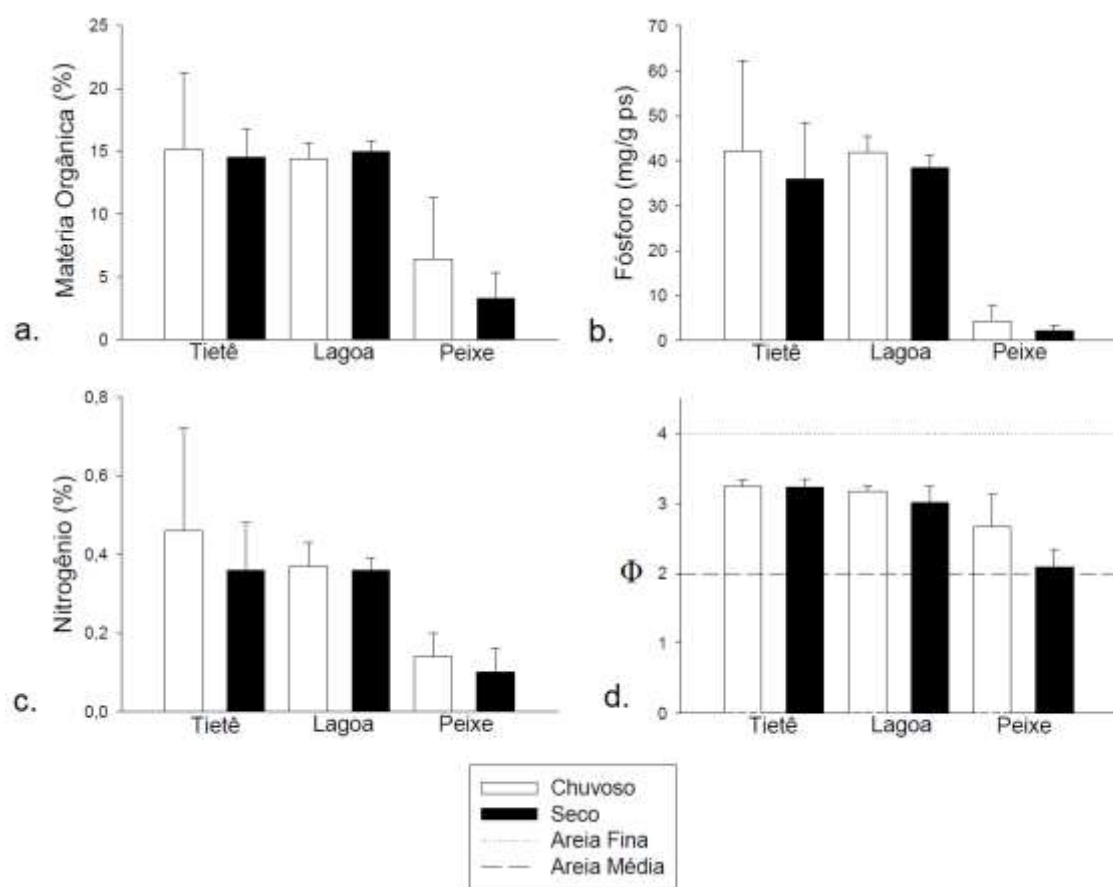 25
20
15
10
5
0
Matéria Orgânica (%)
a.
Tietê Lagoa Peixe
70
60
50
40
30
20
10
0
Fósforo (mg/g ps)
b.
Tietê Lagoa Peixe
0,8
0,6
0,4
0,2
0,0
Nitrogênio (%)
c.
Tietê Lagoa Peixe
4
3
2
1
0
Φ
d.
Tietê Lagoa Peixe
Chuvoso
Seco
Areia Fina
Areia Média